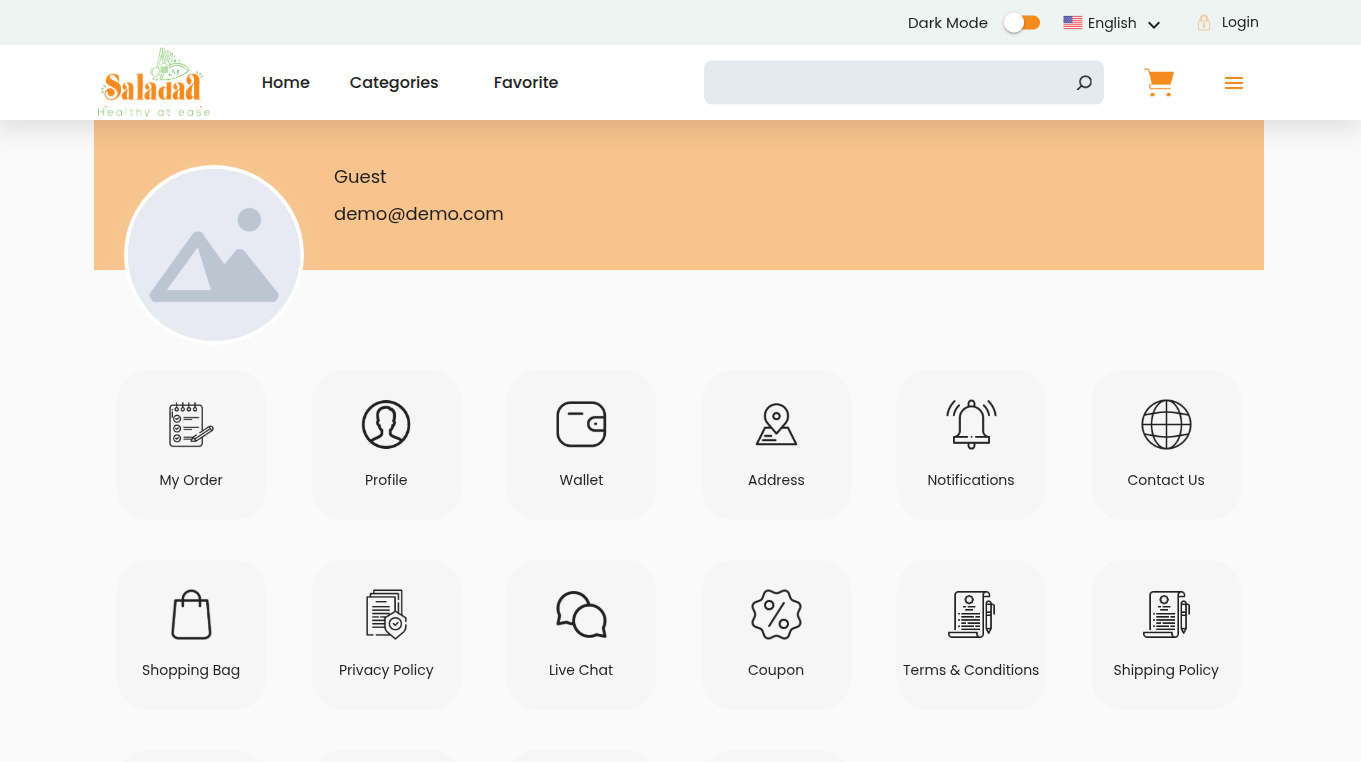 Dark Mode
English
Login
Saladaa
Healthy at ease
Home
Categories
Favorite
Guest
demo@demo.com
My Order
Profile
Wallet
Address
Notifications
Contact Us
Shopping Bag
Privacy Policy
Live Chat
Coupon
Terms & Conditions
Shipping Policy